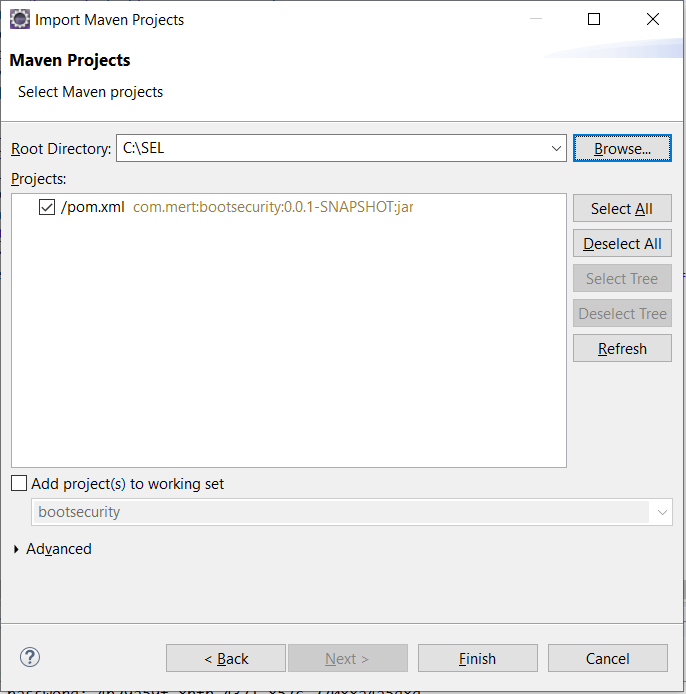 Import Maven Projects
Maven Projects
Select Maven projects
Root Directory: C:\SEL Browse...
Projects:
/pom.xml com.mert:bootsecurity:0.0.1-SNAPSHOT:jar
Select All
Deselect All
Select Tree
Deselect Tree
Refresh
Add project(s) to working set
bootsecurity
Advanced
? < Back Next > Finish Cancel